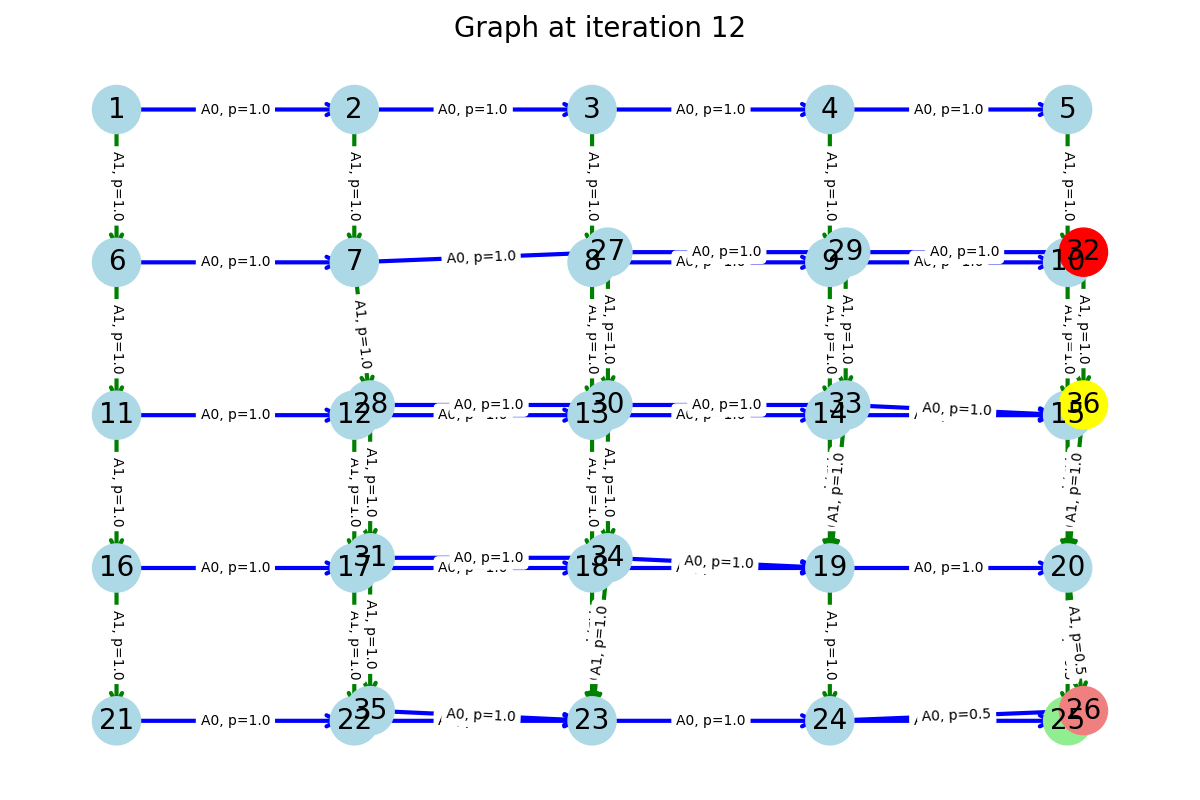 Graph at iteration 12
1 A0, p=1.0 2 A0, p=1.0 3 A0, p=1.0 4 A0, p=1.0 5
A1, p=1.0 A1, p=1.0 A1, p=1.0 A1, p=1.0 A1, p=1.0
27 A0, p=1.0 29 A0, p=1.0 32
6 A0, p=1.0 7 A0, p=1.0 8 A0, p=1.0 9 A0, p=1.0 10
A1, p=1.0 A1, p=1.0 A1, p=1.0 A1, p=1.0 A1, p=1.0 A1, p=1.0 A1, p=1.0 A1, p=1.0
28 A0, p=1.0 30 A0, p=1.0 33 A0, p=1.0 36
11 A0, p=1.0 12 A0, p=1.0 13 A0, p=1.0 14 15
A1, p=1.0 A1, p=1.0 A1, p=1.0 A1, p=1.0 A1, p=1.0 A1, p=1.0 A1, p=1.0
31 A0, p=1.0 34 A0, p=1.0
16 A0, p=1.0 17 A0, p=1.0 18 19 A0, p=1.0 20
A1, p=1.0 A1, p=1.0 A1, p=1.0 A1, p=1.0 A1, p=1.0 A1, p=0.5
35 A0, p=1.0 A0, p=0.5 26
21 A0, p=1.0 22 23 A0, p=1.0 24 25